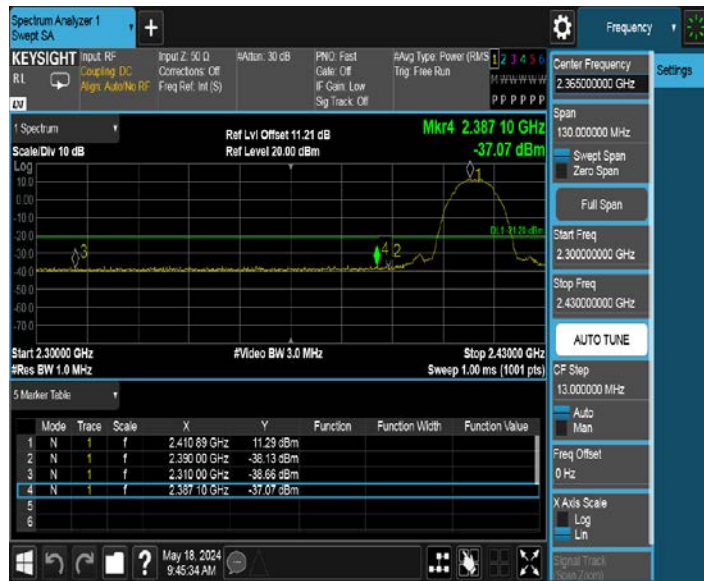 Spectrum Analyzer 1
Swept SA
+
Frequency
KEYSIGHT
RL
Input: RF
Coupling: DC
Align: Auto/No RF
Input Z: 50 Ω
Corrections: Off
Freq Ref: Int (S)
#Atten: 30 dB
PNO: Fast
Gate: Off
IF Gain: Low
Sig Track: Off
#Avg Type: Power (RMS
Trig: Free Run
1 2 3 4 5 6
M W W W W W
P P P P P P
Center Frequency
2.365000000 GHz
Settings
Span
130.000000 MHz
Swept Span
Zero Span
Full Span
Start Freq
2.300000000 GHz
Stop Freq
2.430000000 GHz
AUTO TUNE
CF Step
13.000000 MHz
Auto
Man
Freq Offset
0 Hz
X Axis Scale
Log
Lin
Signal Track
(Span Zoom)
1 Spectrum
Scale/Div 10 dB
Ref Lvl Offset 11.21 dB
Ref Level 20.00 dBm
Mkr4 2.387 10 GHz
-37.07 dBm
Log
10.0
0.00
-10.0
-20.0
-30.0
-40.0
-50.0
-60.0
-70.0
1
DL1 -21.20 dBm
3
4
2
Start 2.30000 GHz
#Res BW 1.0 MHz
#Video BW 3.0 MHz
Stop 2.43000 GHz
Sweep 1.00 ms (1001 pts)
5 Marker Table
Mode Trace Scale X Y Function Function Width Function Value
1 N 1 f 2.410 89 GHz 11.29 dBm
2 N 1 f 2.390 00 GHz -38.13 dBm
3 N 1 f 2.310 00 GHz -38.66 dBm
4 N 1 f 2.387 10 GHz -37.07 dBm
5
6
?
May 18, 2024
9:45:34 AM